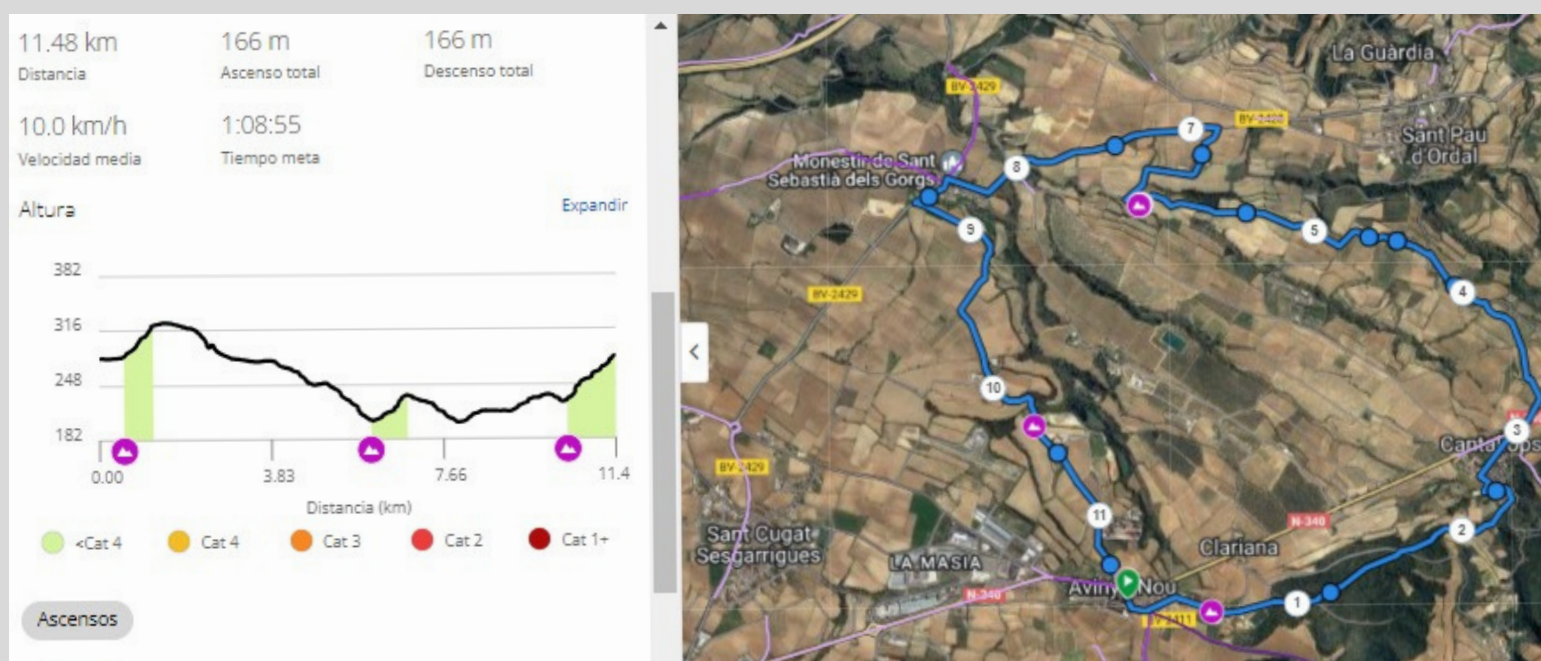 11.48 km
166 m
166 m
Distancia
Ascenso total
Descenso total
10.0 km/h
1:08:55
Velocidad media
Tiempo meta
Altura
Expandir
382
316
248
182
0.00
3.83
7.66
11.4
Distancia (km)
<Cat 4
Cat 4
Cat 3
Cat 2
Cat 1+
Ascensos
La Guàrdia
BV-2429
BV-2428
7
Sant Pau
d'Ordal
Monestir de Sant
Sebastià dels Gorgs
8
9
5
4
BV-2429
10
3
BV-2429
11
2
N-340
Sant Cugat
Sesgarrigues
LA MASIA
Clariana
N-340
Nou
1
BV-2411